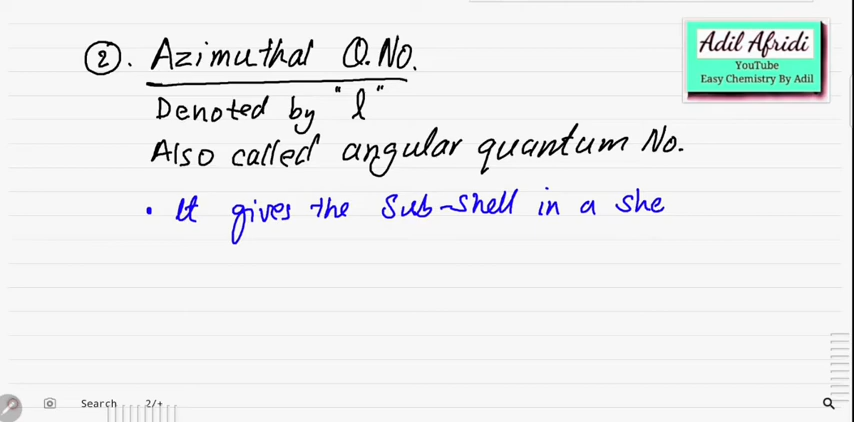 Adil Afridi
YouTube
Easy Chemistry By Adil
2. Azimuthal Q.No.
Denoted by "l"
Also called angular quantum No.
• It gives the Sub-shell in a she
Search 2/+